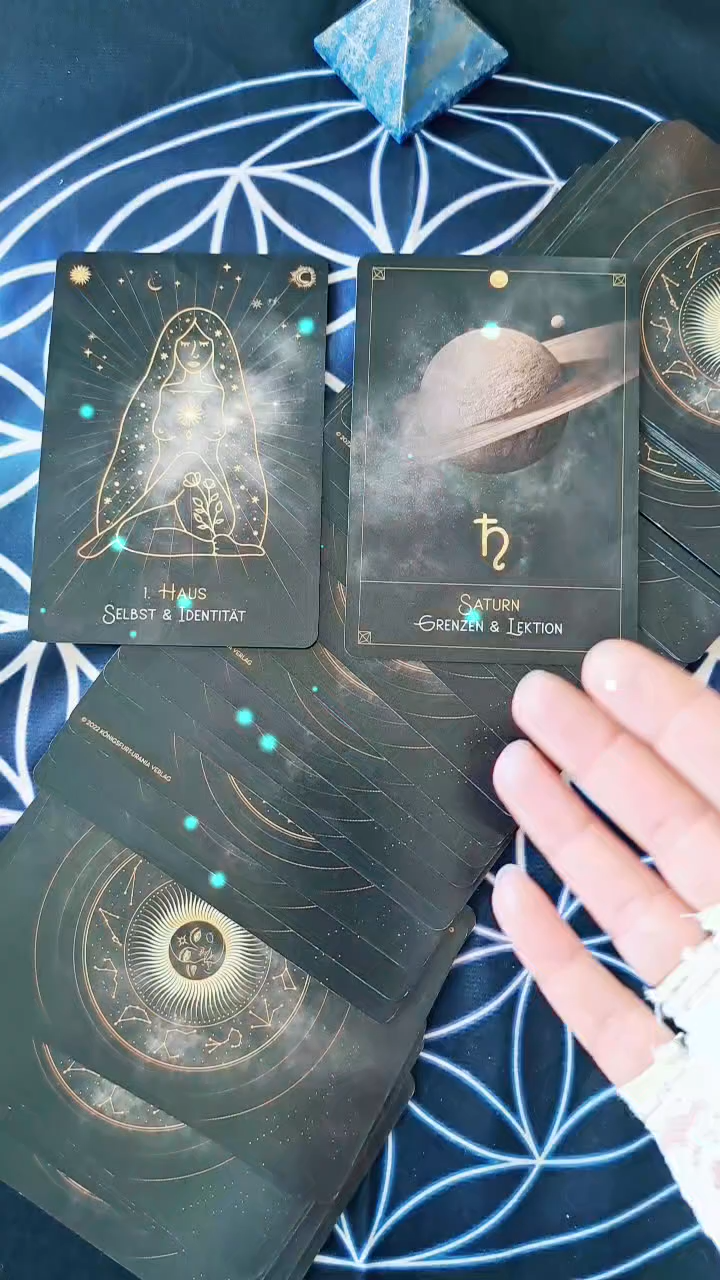 1. HAUS
SELBST & IDENTITÄT
SATURN
GRENZEN & LEKTION
© 2022 KÖNIGSFURT-URANIA VERLAG